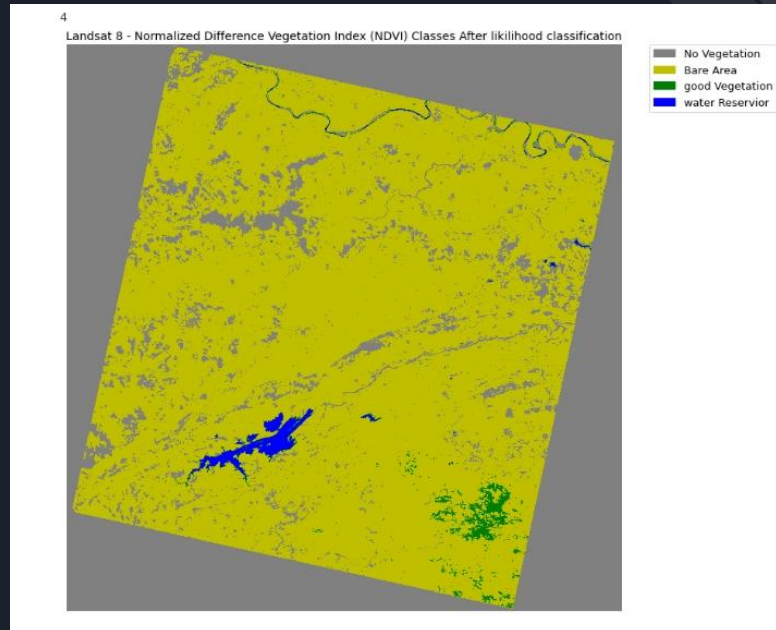 4
Landsat 8 - Normalized Difference Vegetation Index (NDVI) Classes After likilihood classification
No Vegetation
Bare Area
good Vegetation
water Reservior